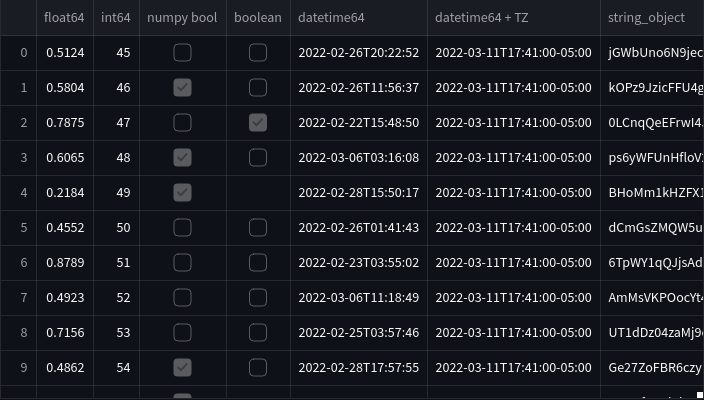 float64 int64 numpy bool boolean datetime64 datetime64 + TZ string_object
0 0.5124 45 2022-02-26T20:22:52 2022-03-11T17:41:00-05:00 jGWbUno6N9jec
1 0.5804 46 2022-02-26T11:56:37 2022-03-11T17:41:00-05:00 kOPz9JzicFFU4g
2 0.7875 47 2022-02-22T15:48:50 2022-03-11T17:41:00-05:00 0LCnqQeEFrwI4.
3 0.6065 48 2022-03-06T03:16:08 2022-03-11T17:41:00-05:00 ps6yWFUnHfloV
4 0.2184 49 2022-02-28T15:50:17 2022-03-11T17:41:00-05:00 BHoMm1kHZFX1
5 0.4552 50 2022-02-26T01:41:43 2022-03-11T17:41:00-05:00 dCmGsZMQW5u
6 0.8789 51 2022-02-23T03:55:02 2022-03-11T17:41:00-05:00 6TpWY1qQJjsAd
7 0.4923 52 2022-03-06T11:18:49 2022-03-11T17:41:00-05:00 AmMsVKPOocYt
8 0.7156 53 2022-02-25T03:57:46 2022-03-11T17:41:00-05:00 UT1dDz04zaMj9
9 0.4862 54 2022-02-28T17:57:55 2022-03-11T17:41:00-05:00 Ge27ZoFBR6czy